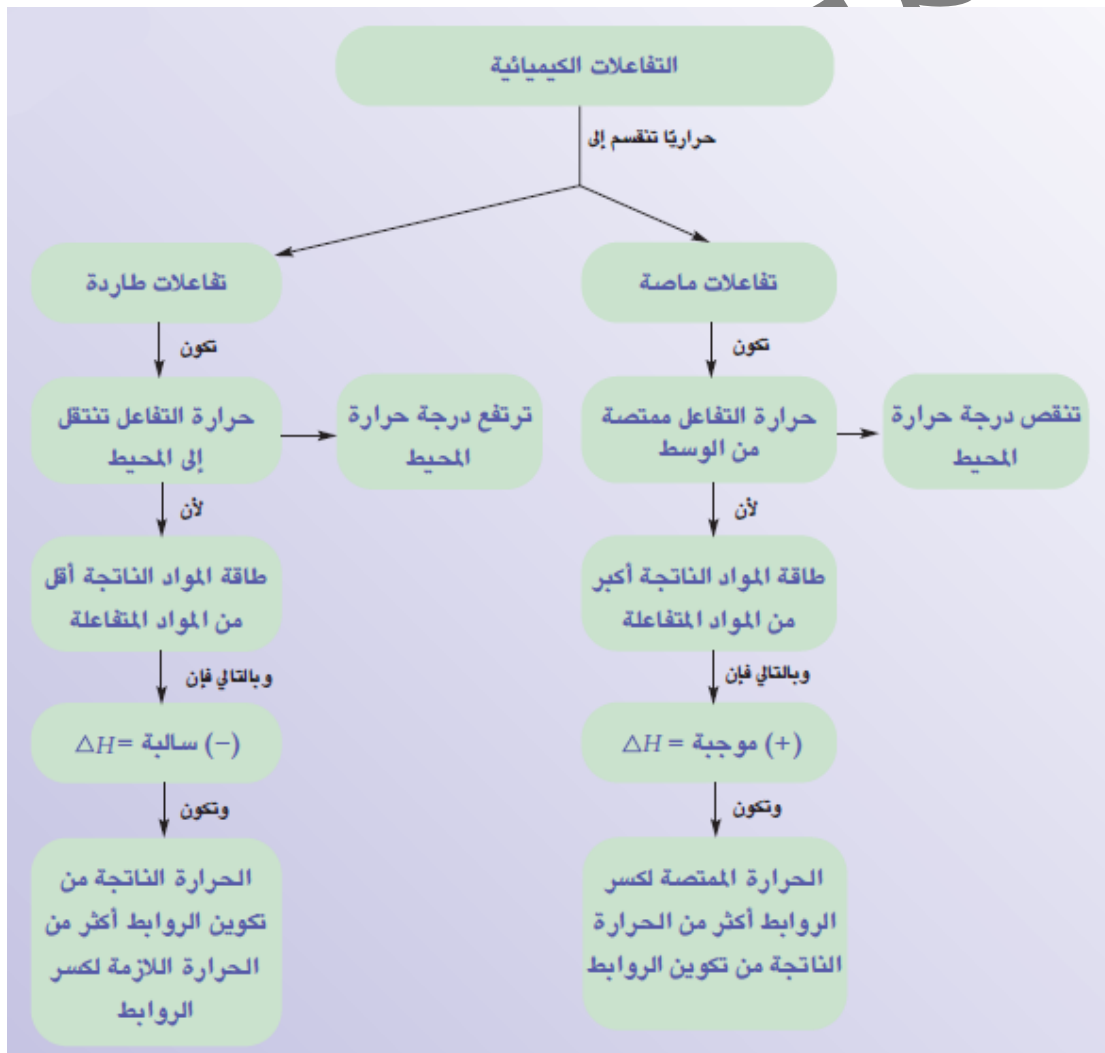 التفاعلات الكيميائية
حراريًا تنقسم إلى
تفاعلات ماصة
تكون
حرارة التفاعل ممتصة
من الوسط
تنقص درجة حرارة
المحيط
لأن
طاقة المواد الناتجة أكبر
من المواد المتفاعلة
وبالتالي فإن
(+) موجبة = △H
وتكون
الحرارة الممتصة لكسر
الروابط أكثر من الحرارة
الناتجة من تكوين الروابط
تفاعلات طاردة
تكون
حرارة التفاعل تنتقل
إلى المحيط
ترتفع درجة حرارة
المحيط
لأن
طاقة المواد الناتجة أقل
من المواد المتفاعلة
وبالتالي فإن
(−) سالبة =△H
وتكون
الحرارة الناتجة من
تكوين الروابط أكثر من
الحرارة اللازمة لكسر
الروابط